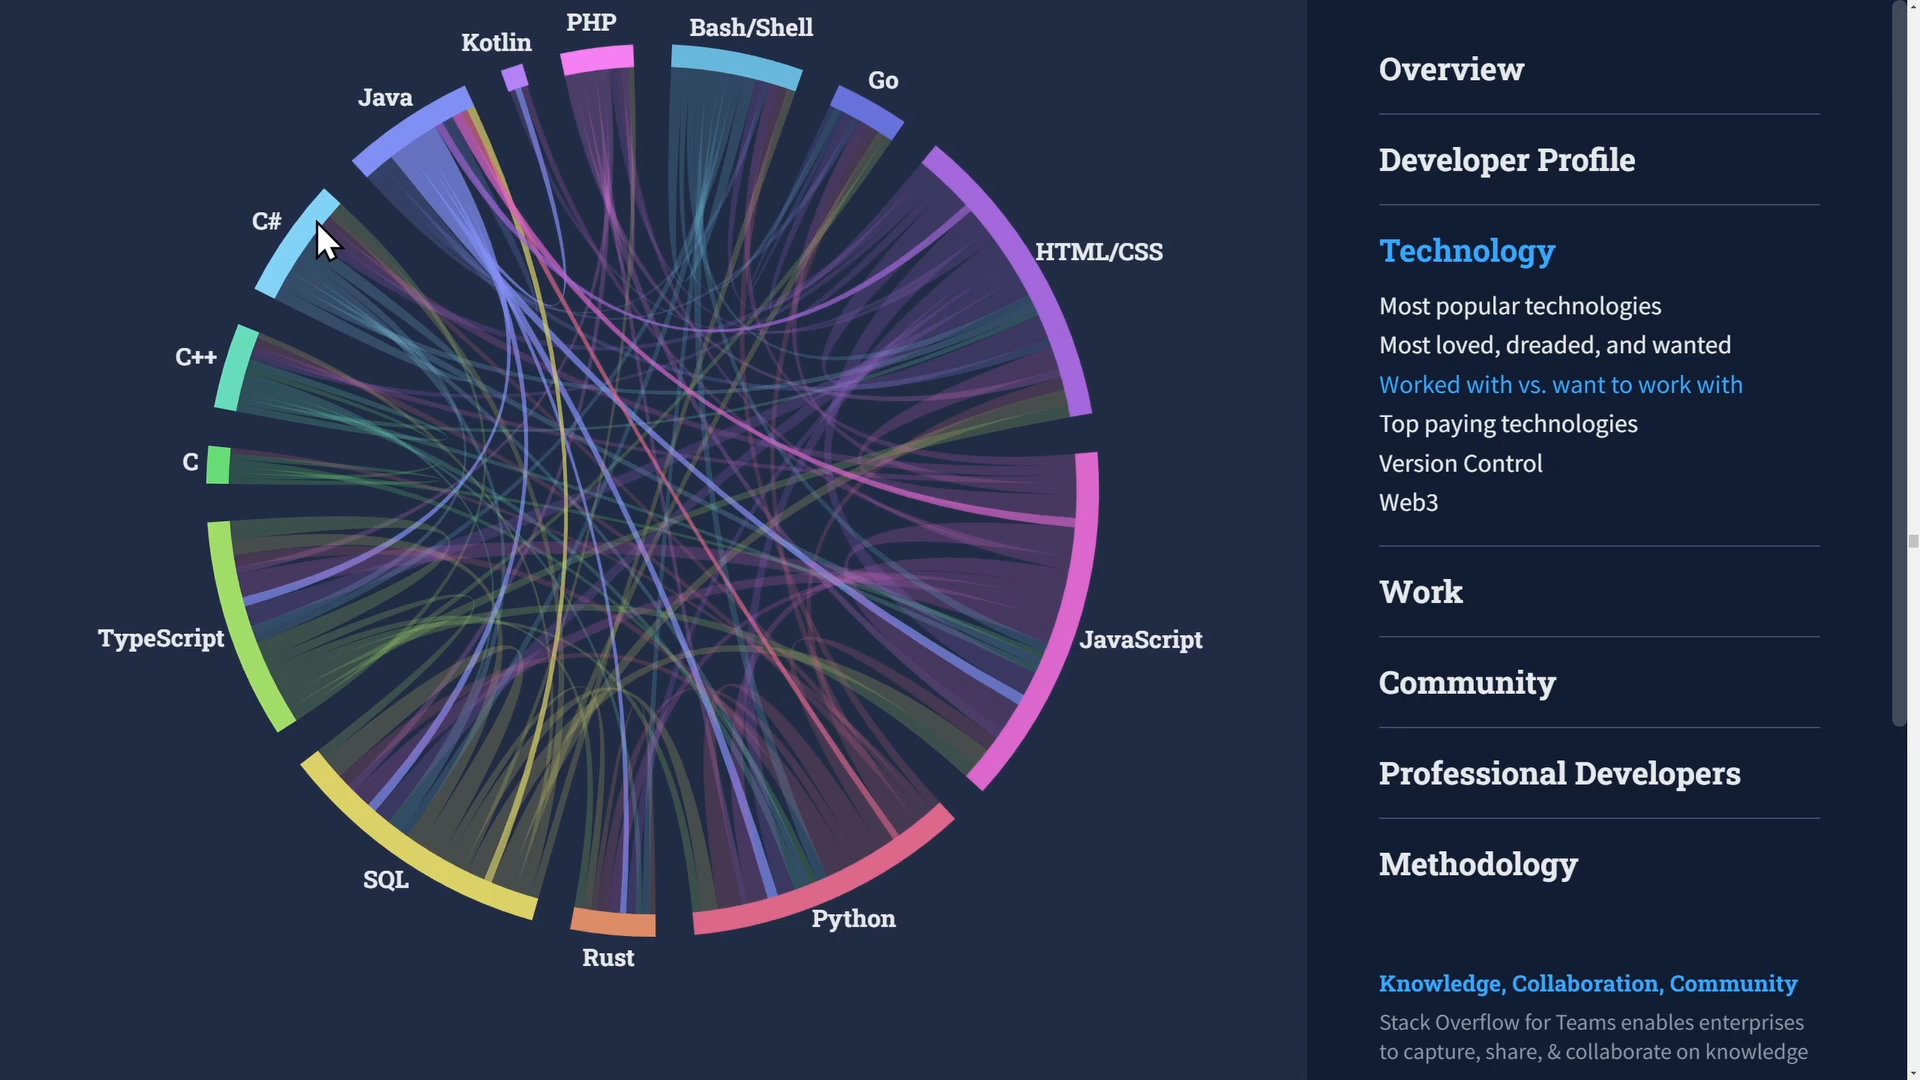 PHP
Bash/Shell
Kotlin
Go
Java
C#
HTML/CSS
C++
C
TypeScript
JavaScript
SQL
Python
Rust
Overview
Developer Profile
Technology
Most popular technologies
Most loved, dreaded, and wanted
Worked with vs. want to work with
Top paying technologies
Version Control
Web3
Work
Community
Professional Developers
Methodology
Knowledge, Collaboration, Community
Stack Overflow for Teams enables enterprises
to capture, share, & collaborate on knowledge